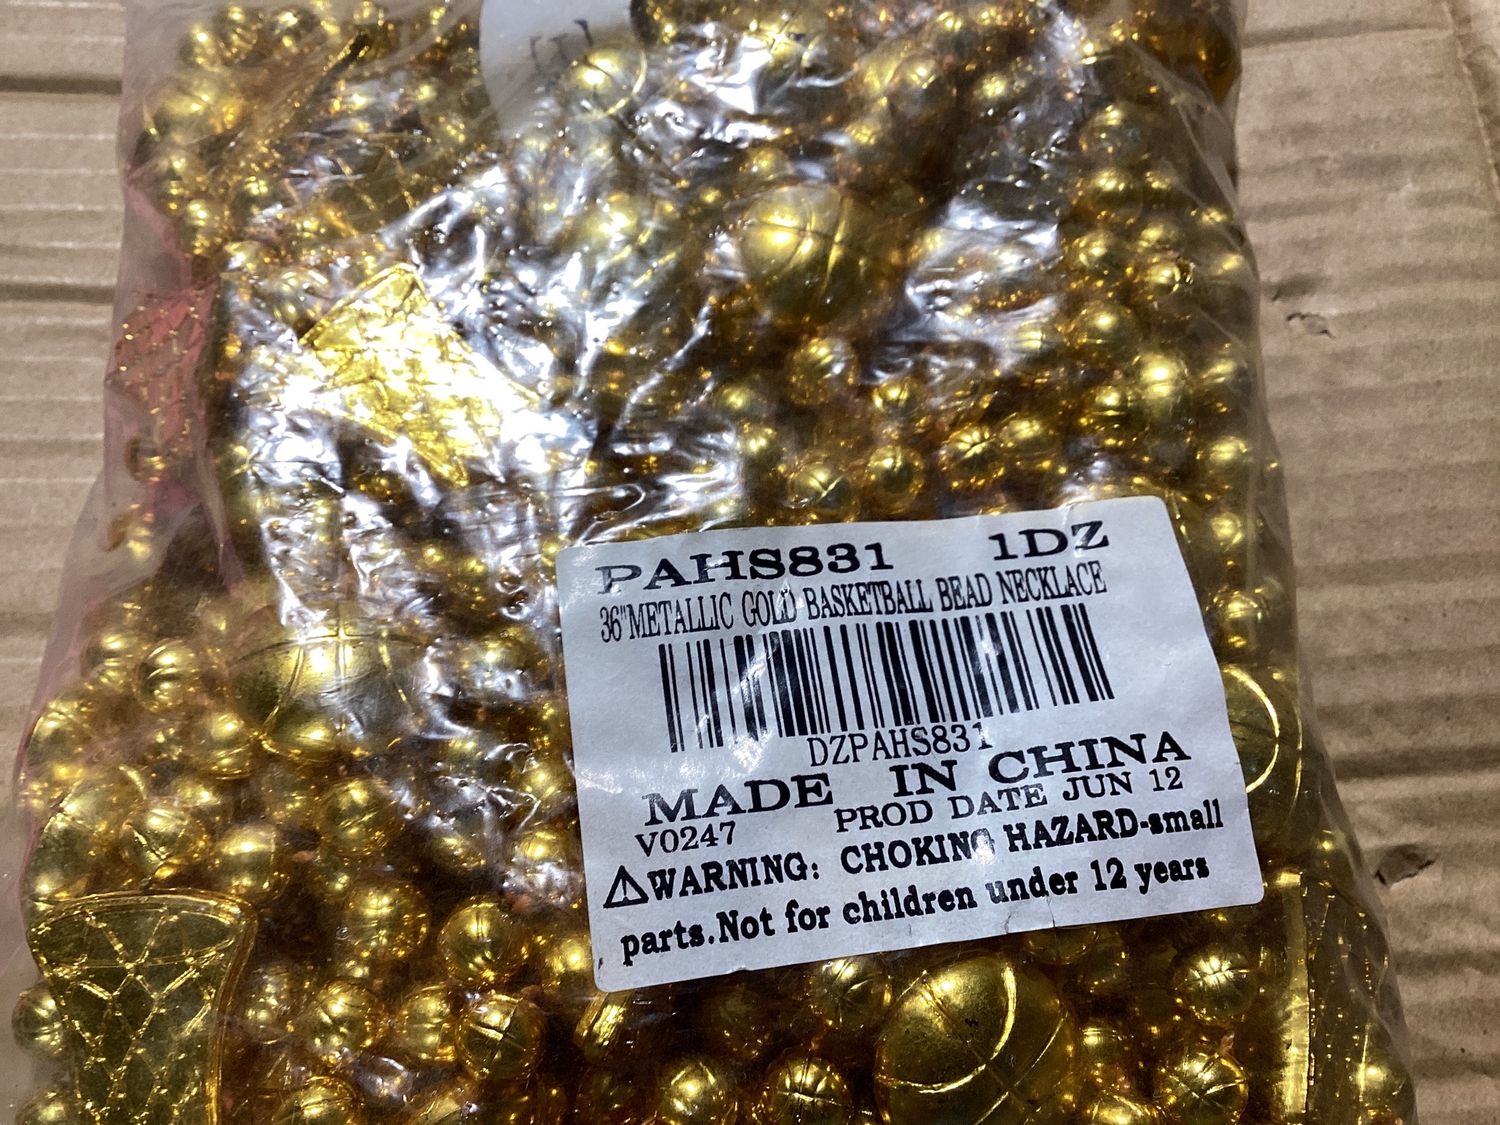 PAHS831 1DZ
36"METALLIC GOLD BASKETBALL BEAD NECKLACE
DZPAHS831
MADE IN CHINA
V0247 PROD DATE JUN 12
WARNING: CHOKING HAZARD-small
parts.Not for children under 12 years